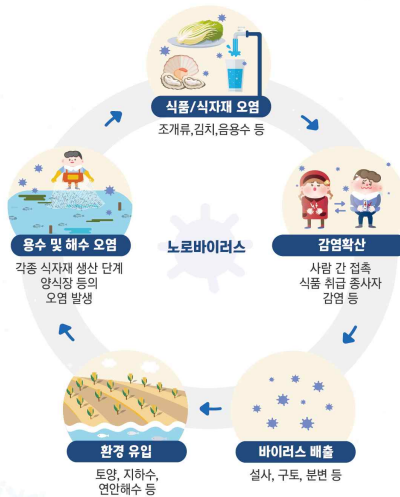 식품/식자재 오염
조개류,김치,음용수 등
용수 및 해수 오염
각종 식자재 생산 단계
양식장 등의
오염 발생
노로바이러스
감염확산
사람 간 접촉
식품 취급 종사자
감염 등
환경 유입
토양, 지하수,
연안해수 등
바이러스 배출
설사, 구토, 분변 등